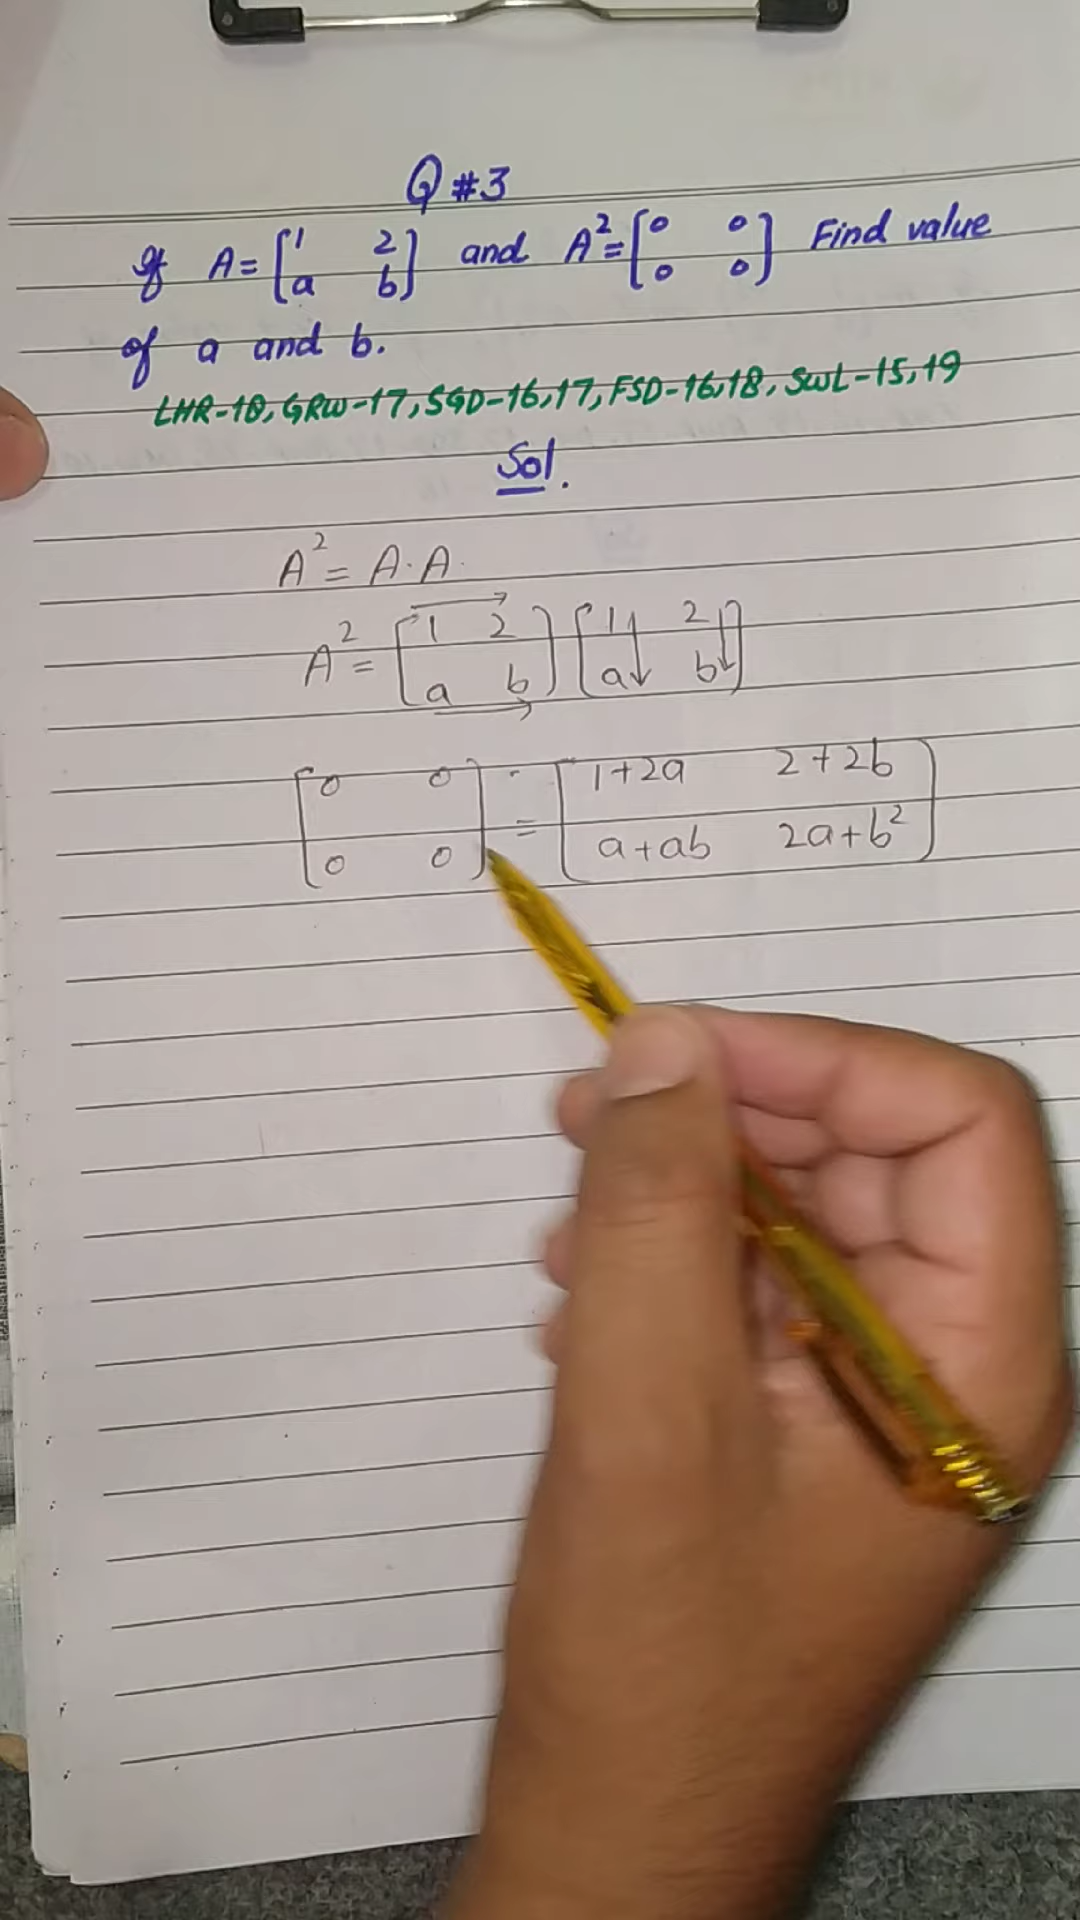 Q #3
If A = [1 2] and A² = [0 0] Find value
[a b] [0 0]
of a and b.
LHR-18, GRW-17, SGD-16,17, FSD-16,18, SWL-15,19
Sol.
A² = A·A.
A² = [1 2] [1 2]
[a b] [a b]
[0 0] = [1+2a 2+2b]
[0 0] [a+ab 2a+b²]